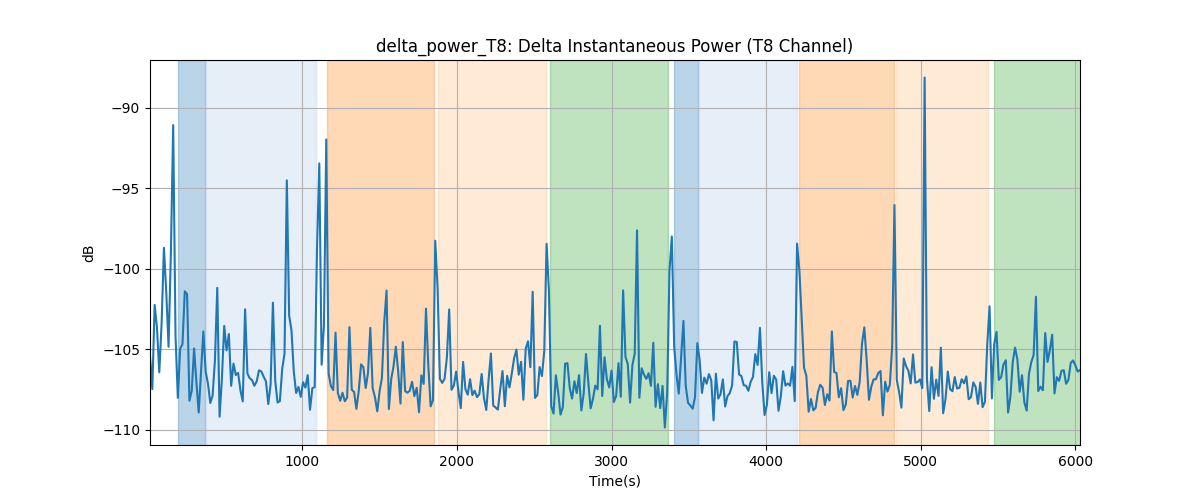 delta_power_T8: Delta Instantaneous Power (T8 Channel)
−90
−95
−100
−105
−110
dB
1000 2000 3000 4000 5000 6000
Time(s)